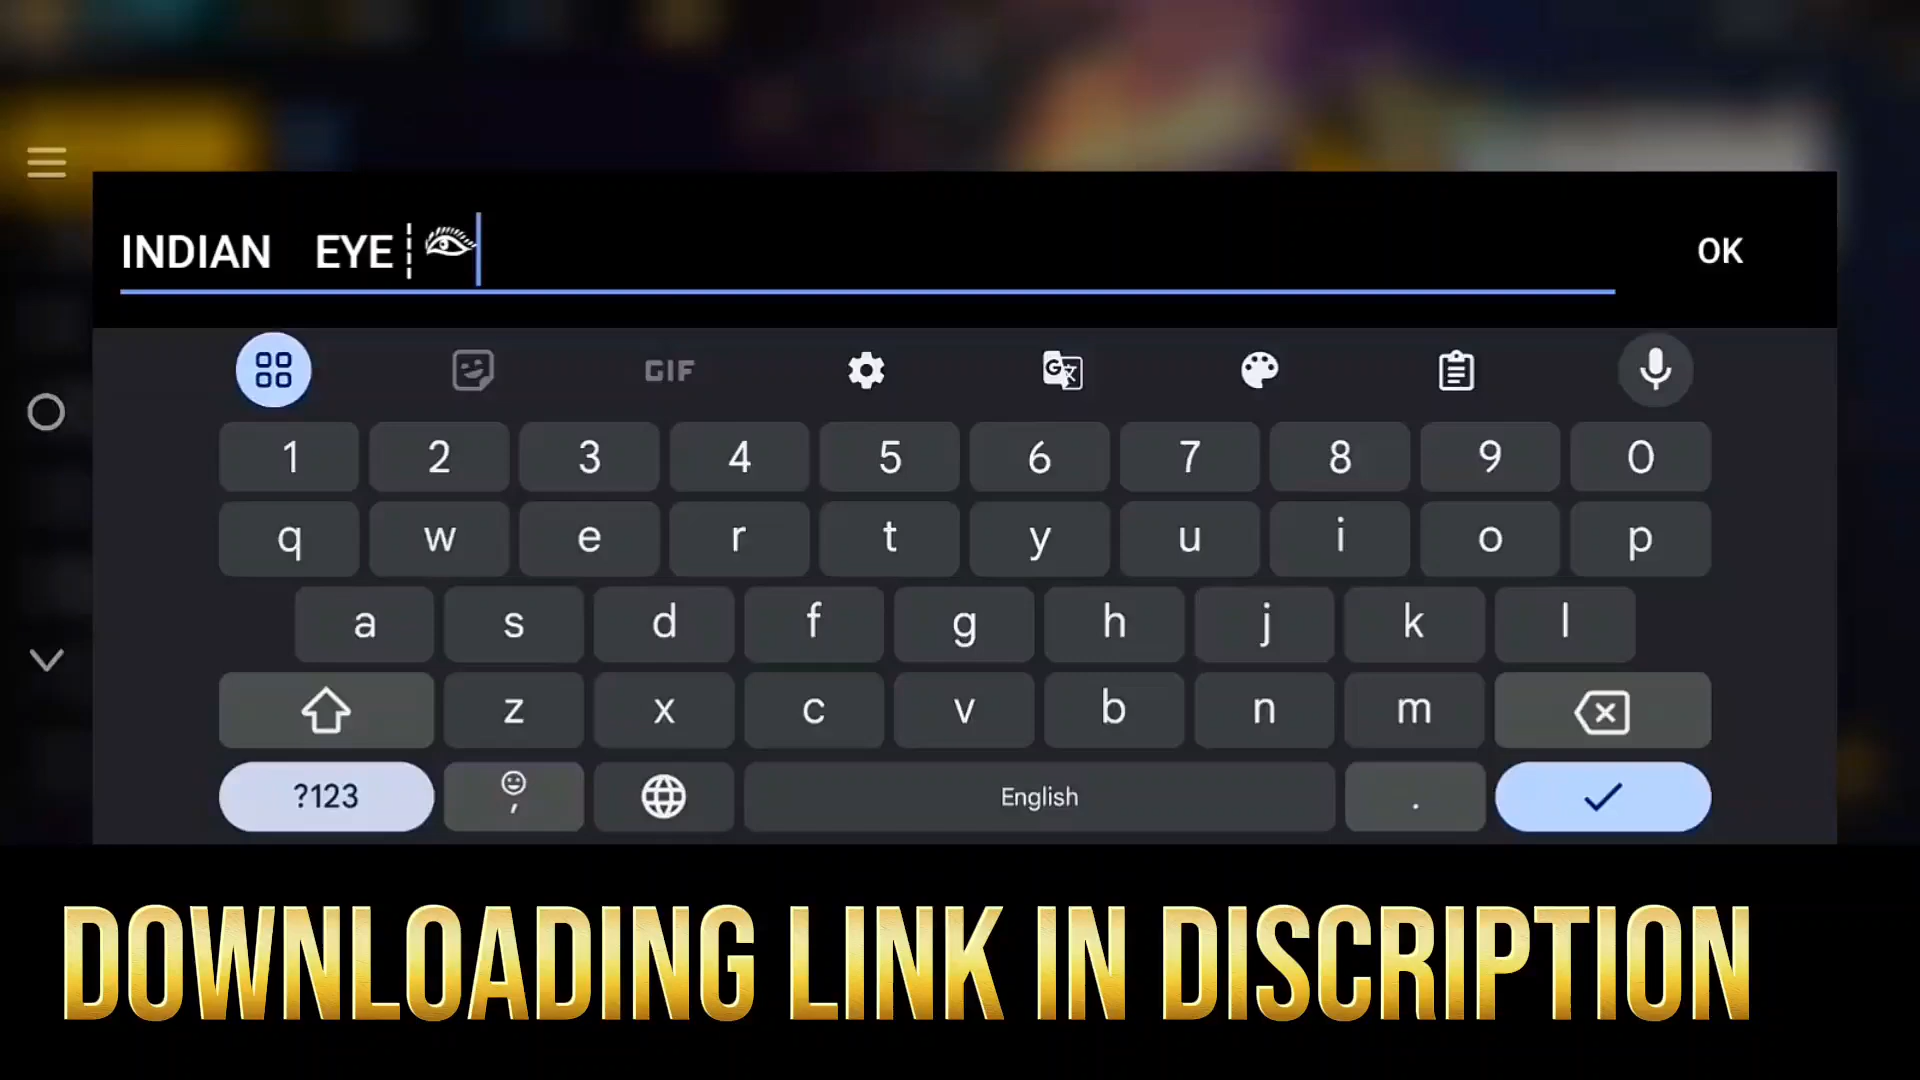 INDIAN EYE┆𓁺
OK
GIF
1 2 3 4 5 6 7 8 9 0
q w e r t y u i o p
a s d f g h j k l
z x c v b n m
?123 , English .
DOWNLOADING LINK IN DISCRIPTION